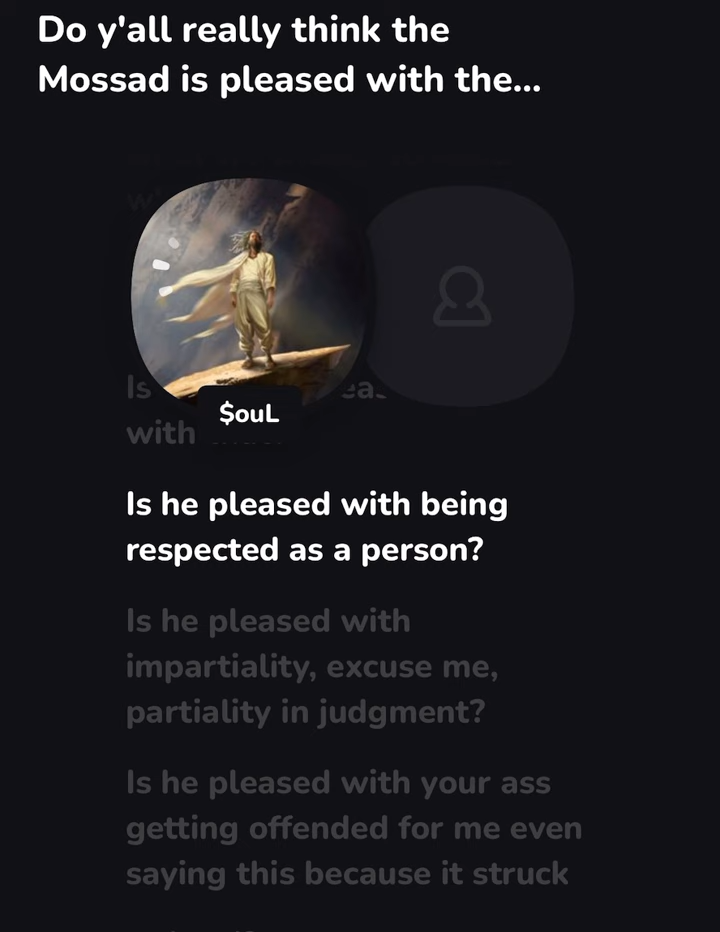 Do y'all really think the
Mossad is pleased with the...
Is
with
$ouL
Is he pleased with being
respected as a person?
Is he pleased with
impartiality, excuse me,
partiality in judgment?
Is he pleased with your ass
getting offended for me even
saying this because it struck